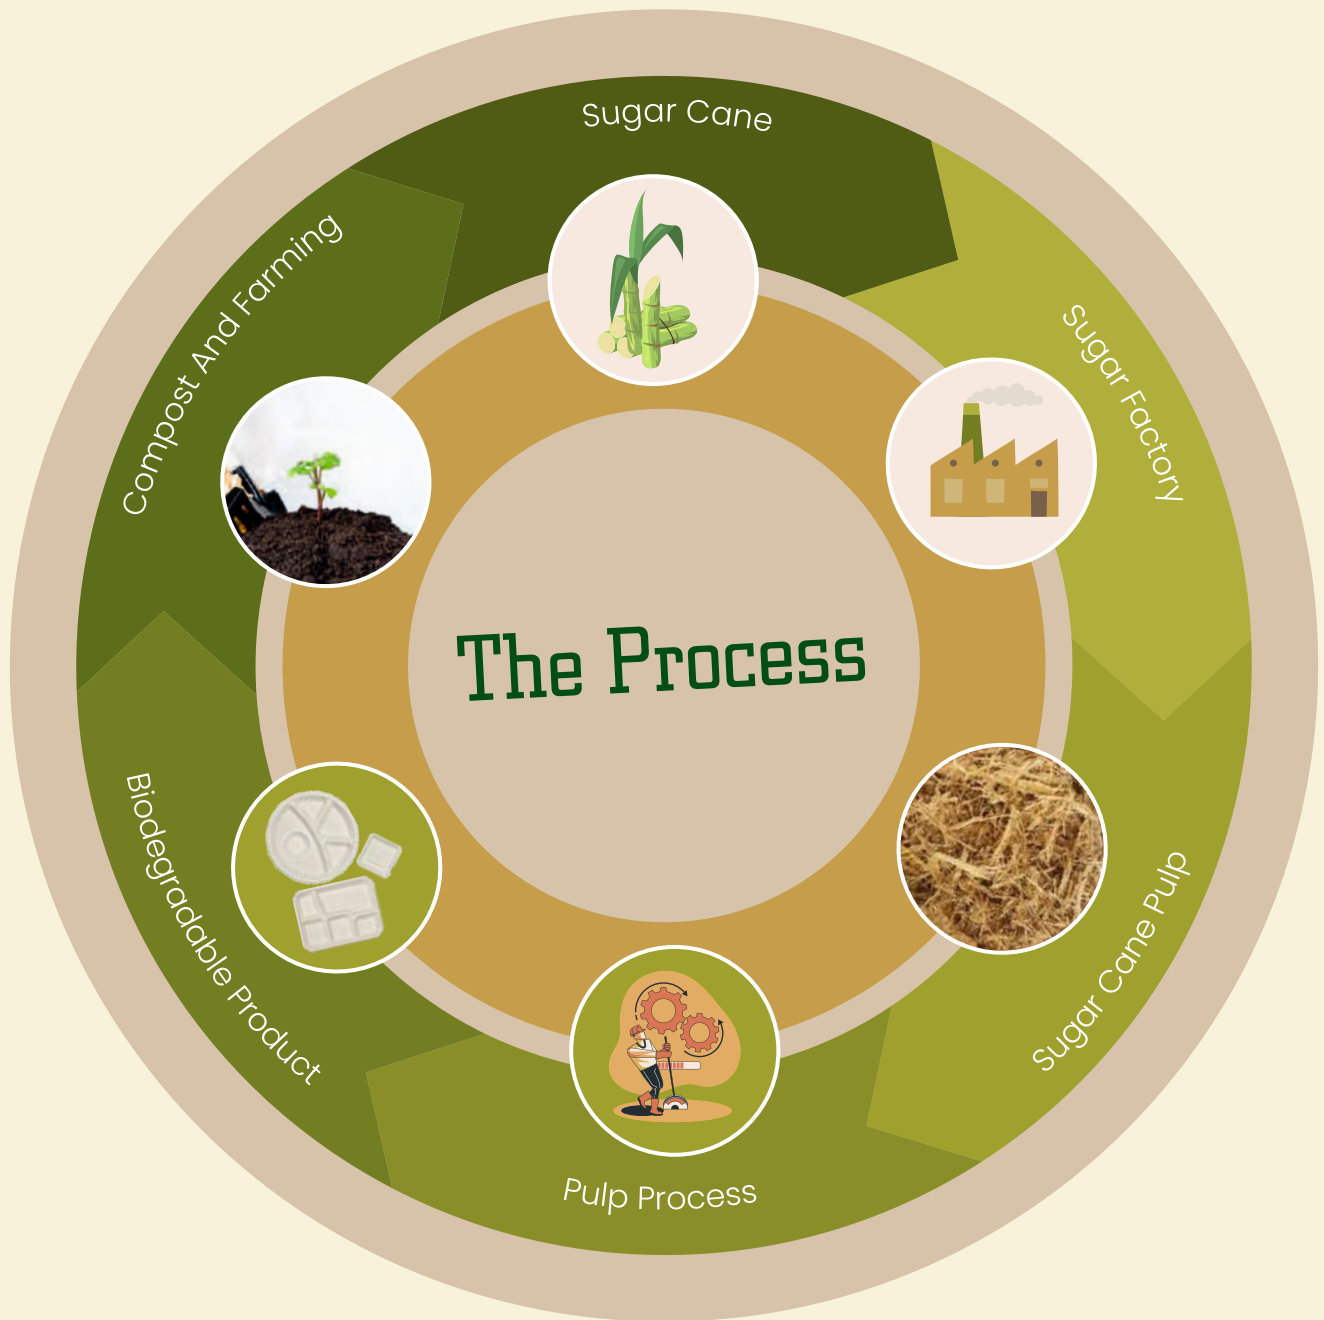 The Process
Sugar Cane
Sugar Factory
Sugar Cane Pulp
Pulp Process
Biodegradable Product
Compost And Farming